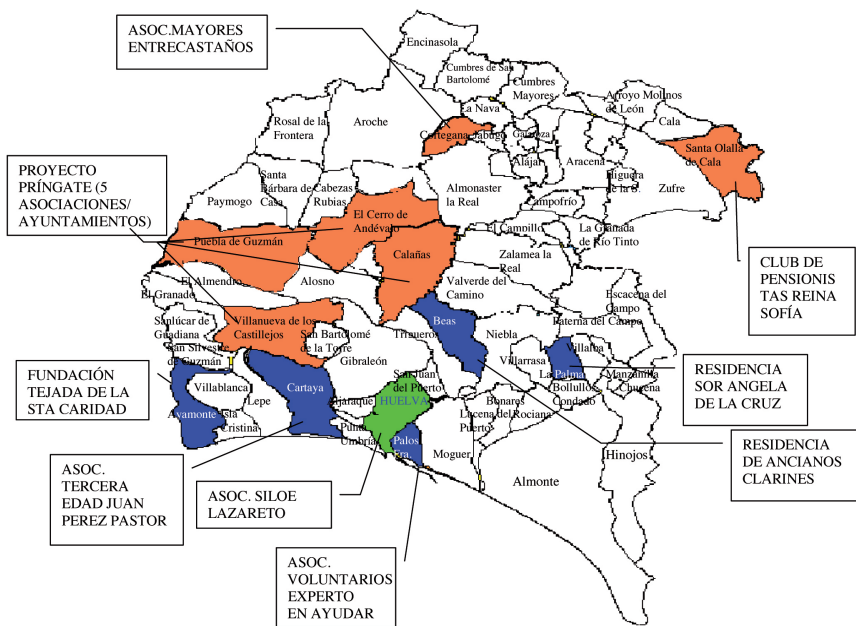 ASOC.MAYORES
ENTRECASTAÑOS
Encinasola
Cumbres de San
Bartolomé
Cumbres
Mayores
Arroyo Molinos
de León
La Nava
Cala
Rosal de la
Frontera
Aroche
Cortegana
Jabugo
Galaroza
Santa Olalla
de Cala
Alájar
Aracena
Higuera
de la S.
Zufre
PROYECTO
PRÍNGATE (5
ASOCIACIONES/
AYUNTAMIENTOS)
Santa
Bárbara de
Casa
Cabezas
Rubias
Paymogo
Almonaster
la Real
Campofrío
El Cerro de
Andévalo
El Campillo
La Granada
de Río Tinto
Puebla de Guzmán
Calañas
Zalamea la
Real
CLUB DE
PENSIONIS
TAS REINA
SOFÍA
El Almendro
Alosno
Valverde del
Camino
El Granado
Escacena del
Campo
Paterna del Campo
Sanlúcar de
Guadiana
Villanueva de los
Castillejos
San Bartolomé
de la Torre
Beas
Trigueros
Niebla
San Silvestre
de Guzmán
Gibraleón
Villarrasa
Villalba
La Palma
Manzanilla
Chucena
RESIDENCIA
SOR ANGELA
DE LA CRUZ
FUNDACIÓN
TEJADA DE LA
STA CARIDAD
Villablanca
Cartaya
San Juan
del Puerto
Bollullos
Condado
Ayamonte
Isla
Cristina
Lepe
Aljaraque
HUELVA
Bonares
Lucena del
Puerto
Rociana
Punta
Umbría
Palos
Fra.
Moguer
Hinojos
RESIDENCIA
DE ANCIANOS
CLARINES
ASOC.
TERCERA
EDAD JUAN
PEREZ PASTOR
ASOC. SILOE
LAZARETO
Almonte
ASOC.
VOLUNTARIOS
EXPERTO
EN AYUDAR